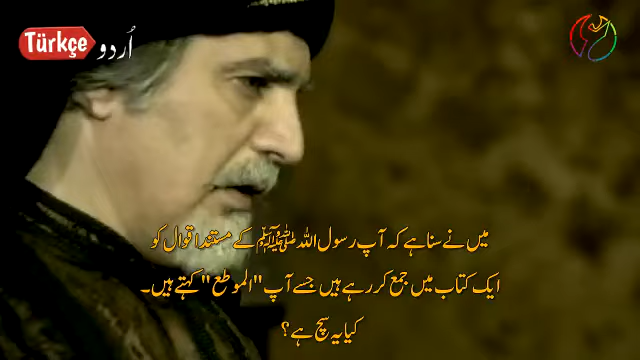 Türkçe اُردو
میں نے سنا ہے کہ آپ رسول اللہ ﷺ کے مستند اقوال کو
ایک کتاب میں جمع کر رہے ہیں جسے آپ "الموطع" کہتے ہیں۔
کیا یہ سچ ہے؟